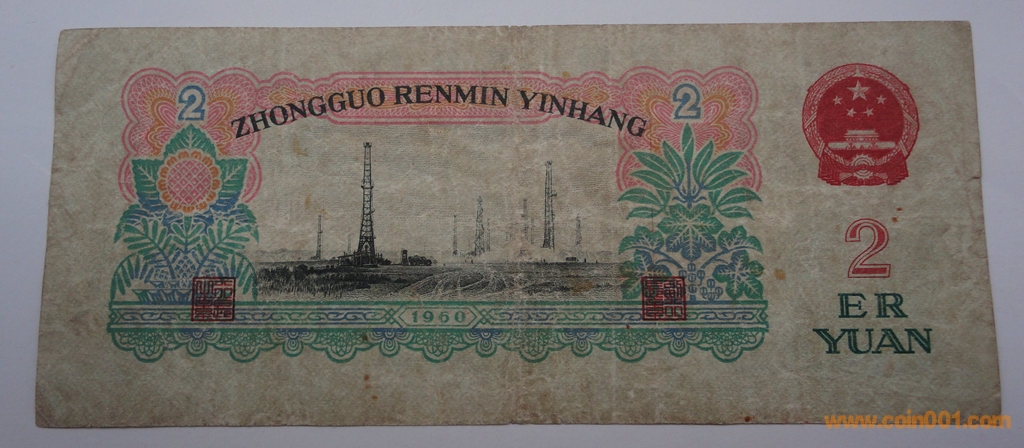 2
2
ZHONGGUO RENMIN YINHANG
2
1960
ER
YUAN
www.coin001.com